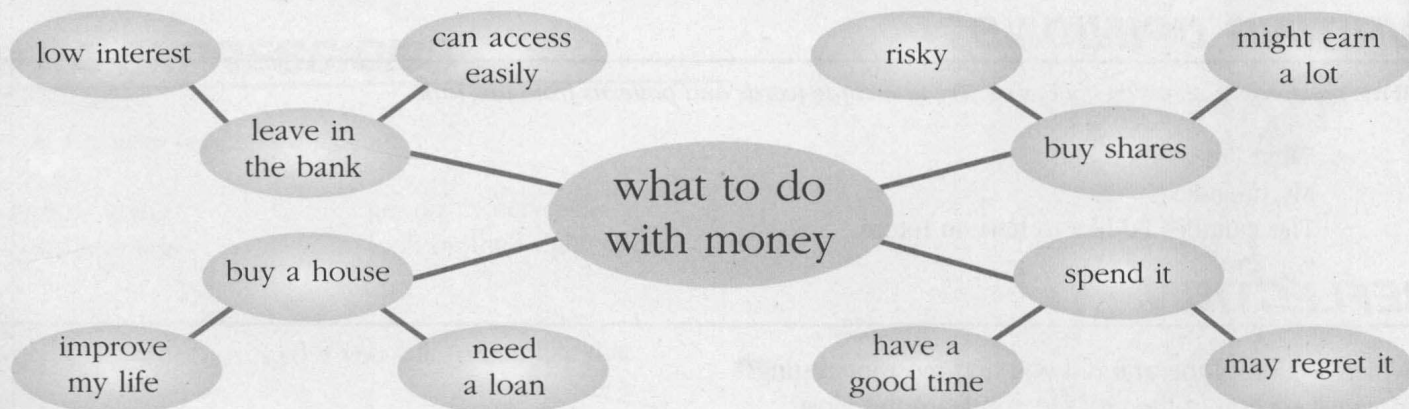 low interest
can access
easily
leave in
the bank
risky
might earn
a lot
buy shares
what to do
with money
buy a house
improve
my life
need
a loan
spend it
have a
good time
may regret it